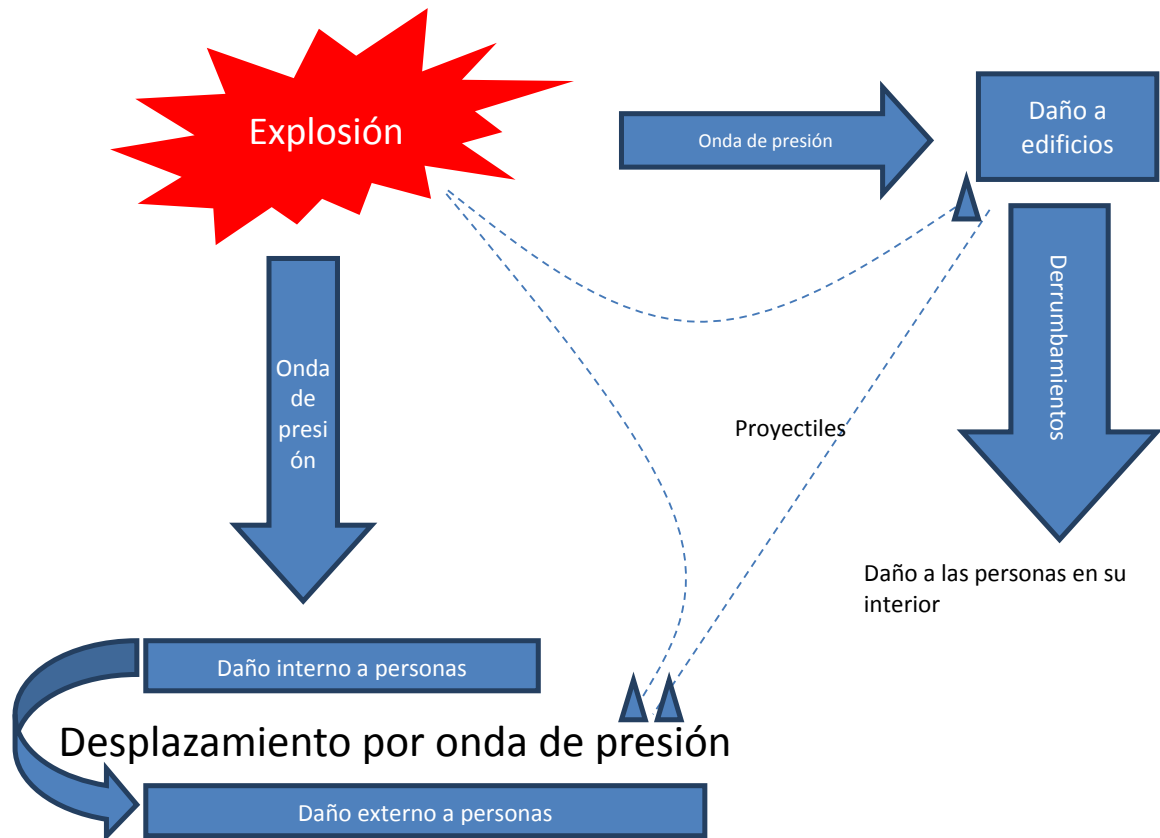 Explosión
Onda de presión
Daño a
edificios
Onda
de
presi
ón
Derrumbamientos
Proyectiles
Daño a las personas en su
interior
Daño interno a personas
Desplazamiento por onda de presión
Daño externo a personas